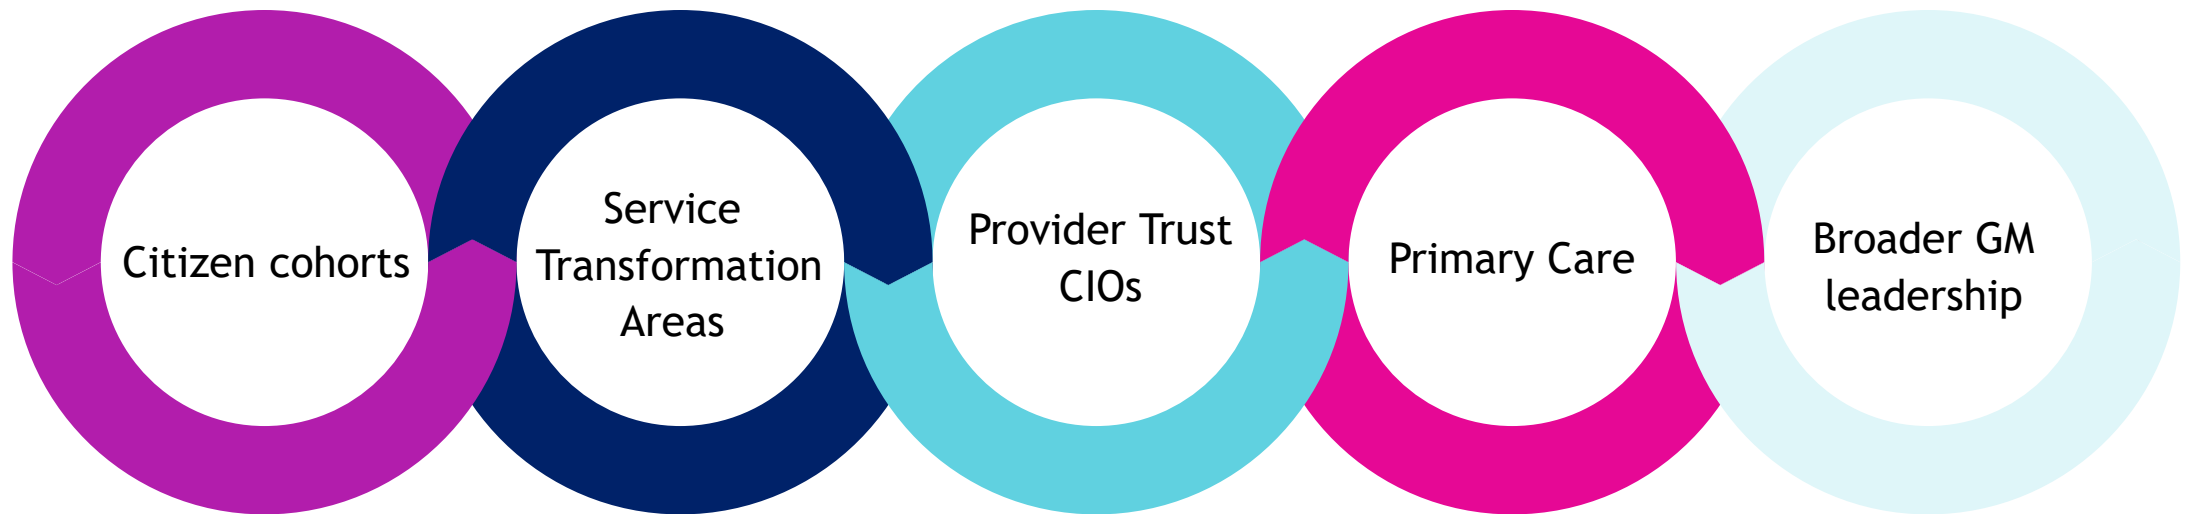 Citizen cohorts
Service
Transformation
Areas
Provider Trust
CIOs
Primary Care
Broader GM
leadership